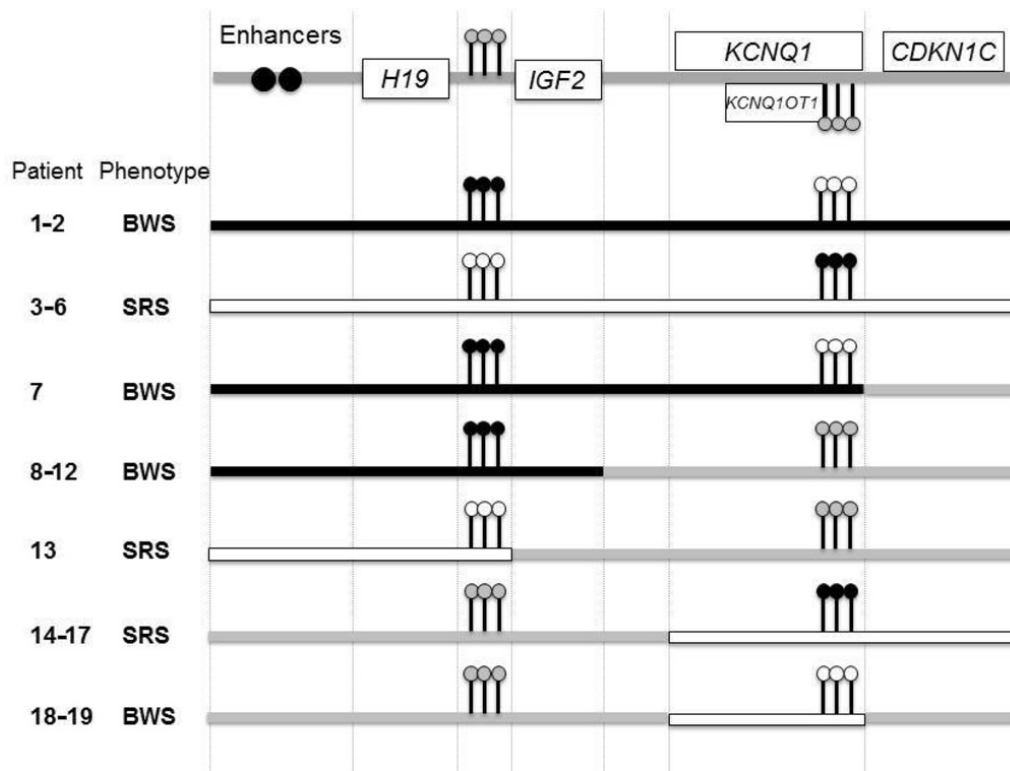 Enhancers
H19
IGF2
KCNQ1
CDKN1C
KCNQ1OT1
Patient Phenotype
1-2 BWS
3-6 SRS
7 BWS
8-12 BWS
13 SRS
14-17 SRS
18-19 BWS